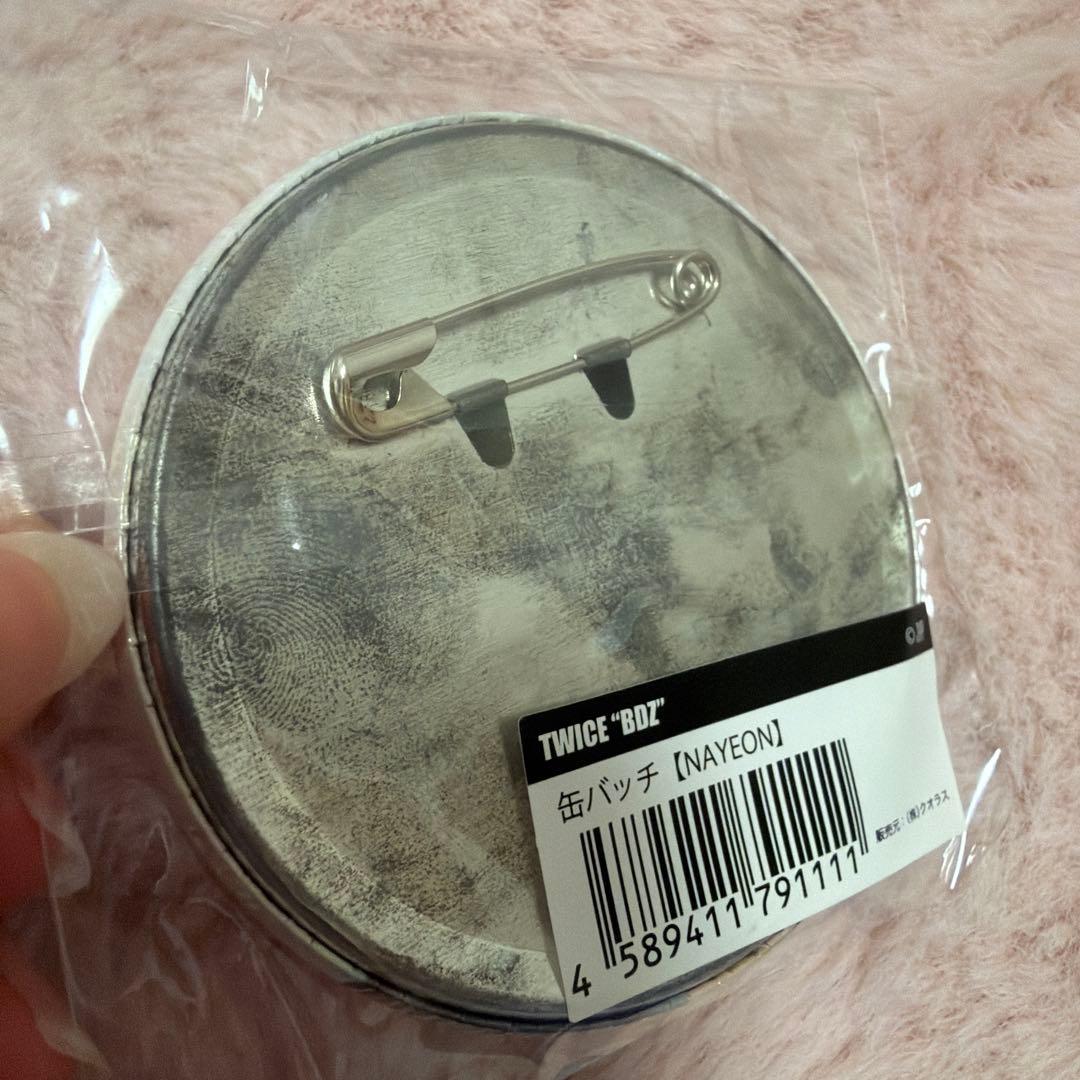 TWICE “BDZ”
缶バッチ【NAYEON】
4 589411 791111
販売元：(株)クオラス